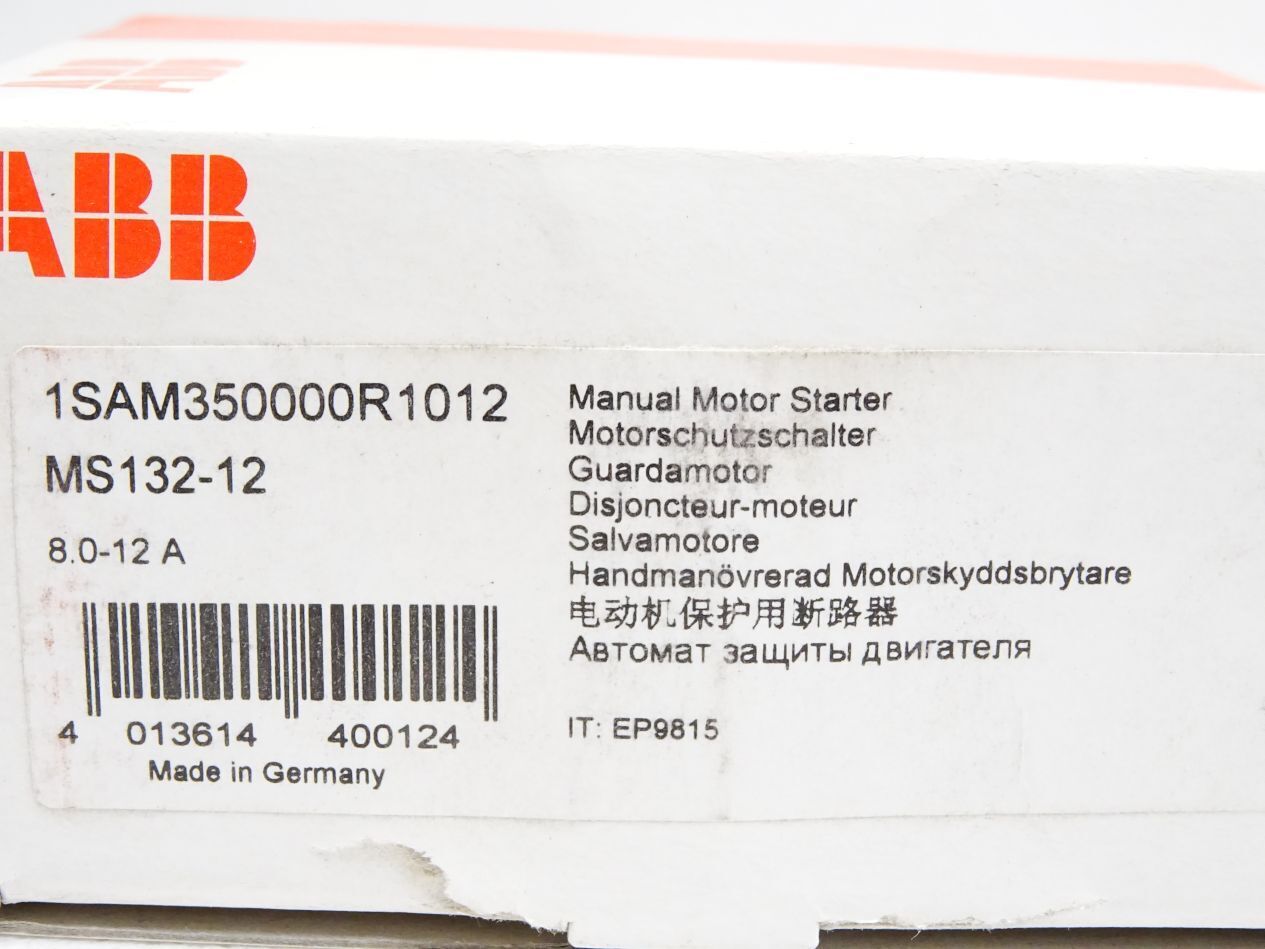 ABB
1SAM350000R1012
MS132-12
8.0-12 A
4 013614 400124
Made in Germany
Manual Motor Starter
Motorschutzschalter
Guardamotor
Disjoncteur-moteur
Salvamotore
Handmanövrerad Motorskyddsbrytare
电动机保护用断路器
Автомат защиты двигателя
IT: EP9815